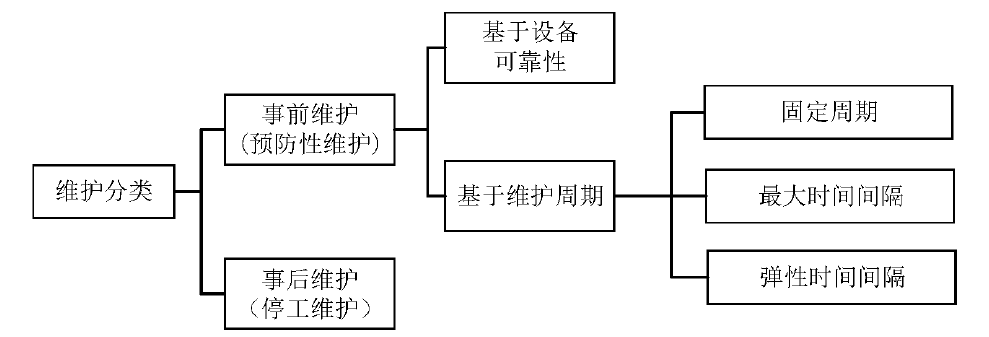 维护分类
事前维护
(预防性维护)
事后维护
（停工维护）
基于设备
可靠性
基于维护周期
固定周期
最大时间间隔
弹性时间间隔